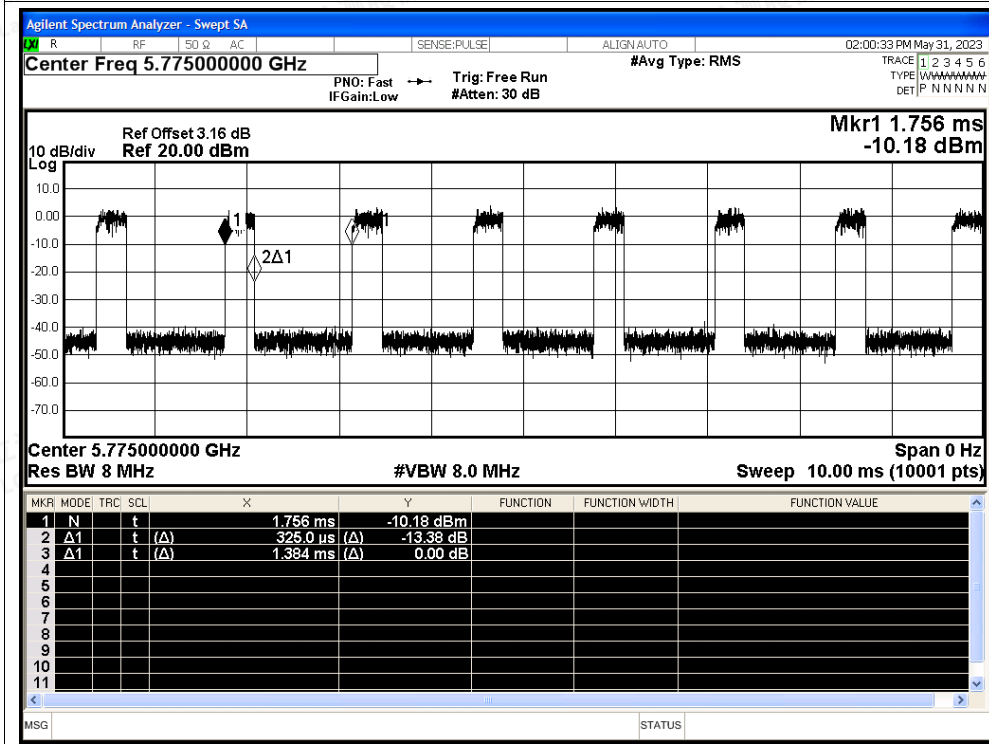 Agilent Spectrum Analyzer - Swept SA
LXI R RF 50 Ω AC SENSE:PULSE ALIGN AUTO 02:00:33 PM May 31, 2023
Center Freq 5.775000000 GHz #Avg Type: RMS TRACE 1 2 3 4 5 6
PNO: Fast Trig: Free Run TYPE
IFGain:Low #Atten: 30 dB DET P N N N N N
Mkr1 1.756 ms
-10.18 dBm
Ref Offset 3.16 dB
10 dB/div Ref 20.00 dBm
Log
10.0
0.00
1
-10.0
2Δ1
-20.0
-30.0
-40.0
-50.0
-60.0
-70.0
Center 5.775000000 GHz Span 0 Hz
Res BW 8 MHz #VBW 8.0 MHz Sweep 10.00 ms (10001 pts)
MKR MODE TRC SCL X Y FUNCTION FUNCTION WIDTH FUNCTION VALUE
1 N t 1.756 ms -10.18 dBm
2 Δ1 t (Δ) 325.0 µs (Δ) -13.38 dB
3 Δ1 t (Δ) 1.384 ms (Δ) 0.00 dB
4
5
6
7
8
9
10
11
MSG STATUS